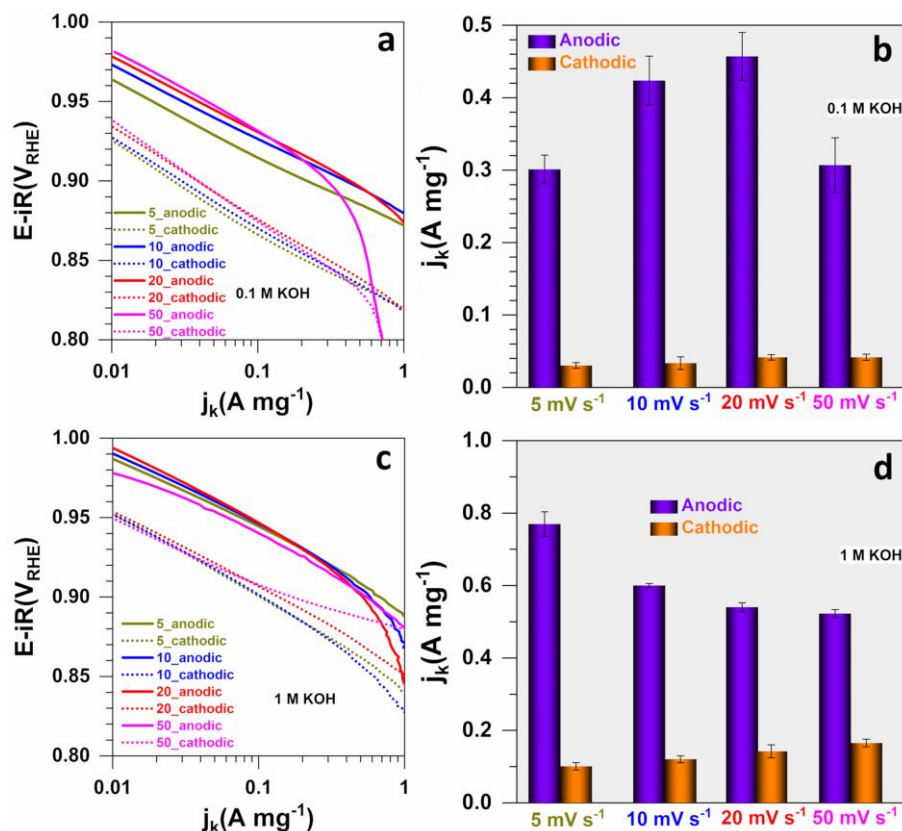 a
1.00
0.95
0.90
0.85
0.80
E-iR(V_RHE)
5_anodic
5_cathodic
10_anodic
10_cathodic
20_anodic
20_cathodic
50_anodic
50_cathodic
0.1 M KOH
0.01
0.1
1
j_k(A mg⁻¹)
b
0.5
0.4
0.3
0.2
0.1
0.0
j_k(A mg⁻¹)
Anodic
Cathodic
0.1 M KOH
5 mV s⁻¹ 10 mV s⁻¹ 20 mV s⁻¹ 50 mV s⁻¹
c
1.00
0.95
0.90
0.85
0.80
E-iR(V_RHE)
5_anodic
5_cathodic
10_anodic
10_cathodic
20_anodic
20_cathodic
50_anodic
50_cathodic
1 M KOH
0.01
0.1
1
j_k(A mg⁻¹)
d
1.0
0.8
0.6
0.4
0.2
0.0
j_k(A mg⁻¹)
Anodic
Cathodic
1 M KOH
5 mV s⁻¹ 10 mV s⁻¹ 20 mV s⁻¹ 50 mV s⁻¹